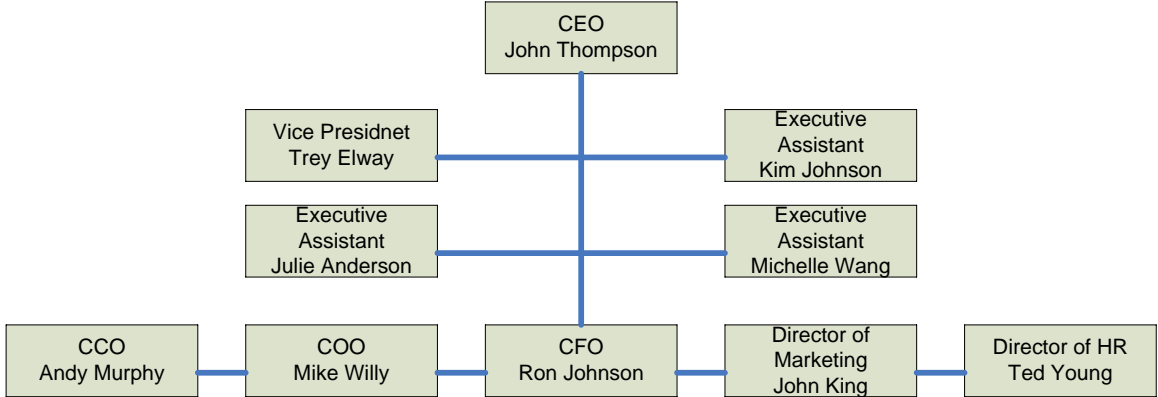 CEO
John Thompson
Vice Presidnet
Trey Elway
Executive
Assistant
Kim Johnson
Executive
Assistant
Julie Anderson
Executive
Assistant
Michelle Wang
CCO
Andy Murphy
COO
Mike Willy
CFO
Ron Johnson
Director of
Marketing
John King
Director of HR
Ted Young